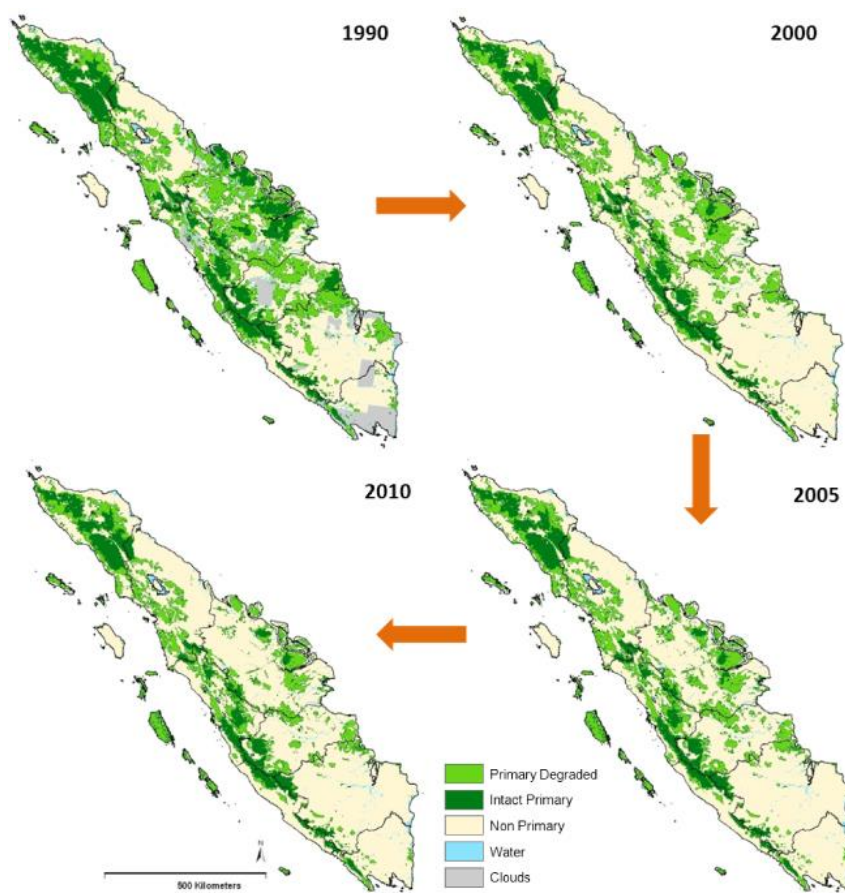 1990
2000
2010
2005
Primary Degraded
Intact Primary
Non Primary
Water
Clouds
N
500 Kilometers